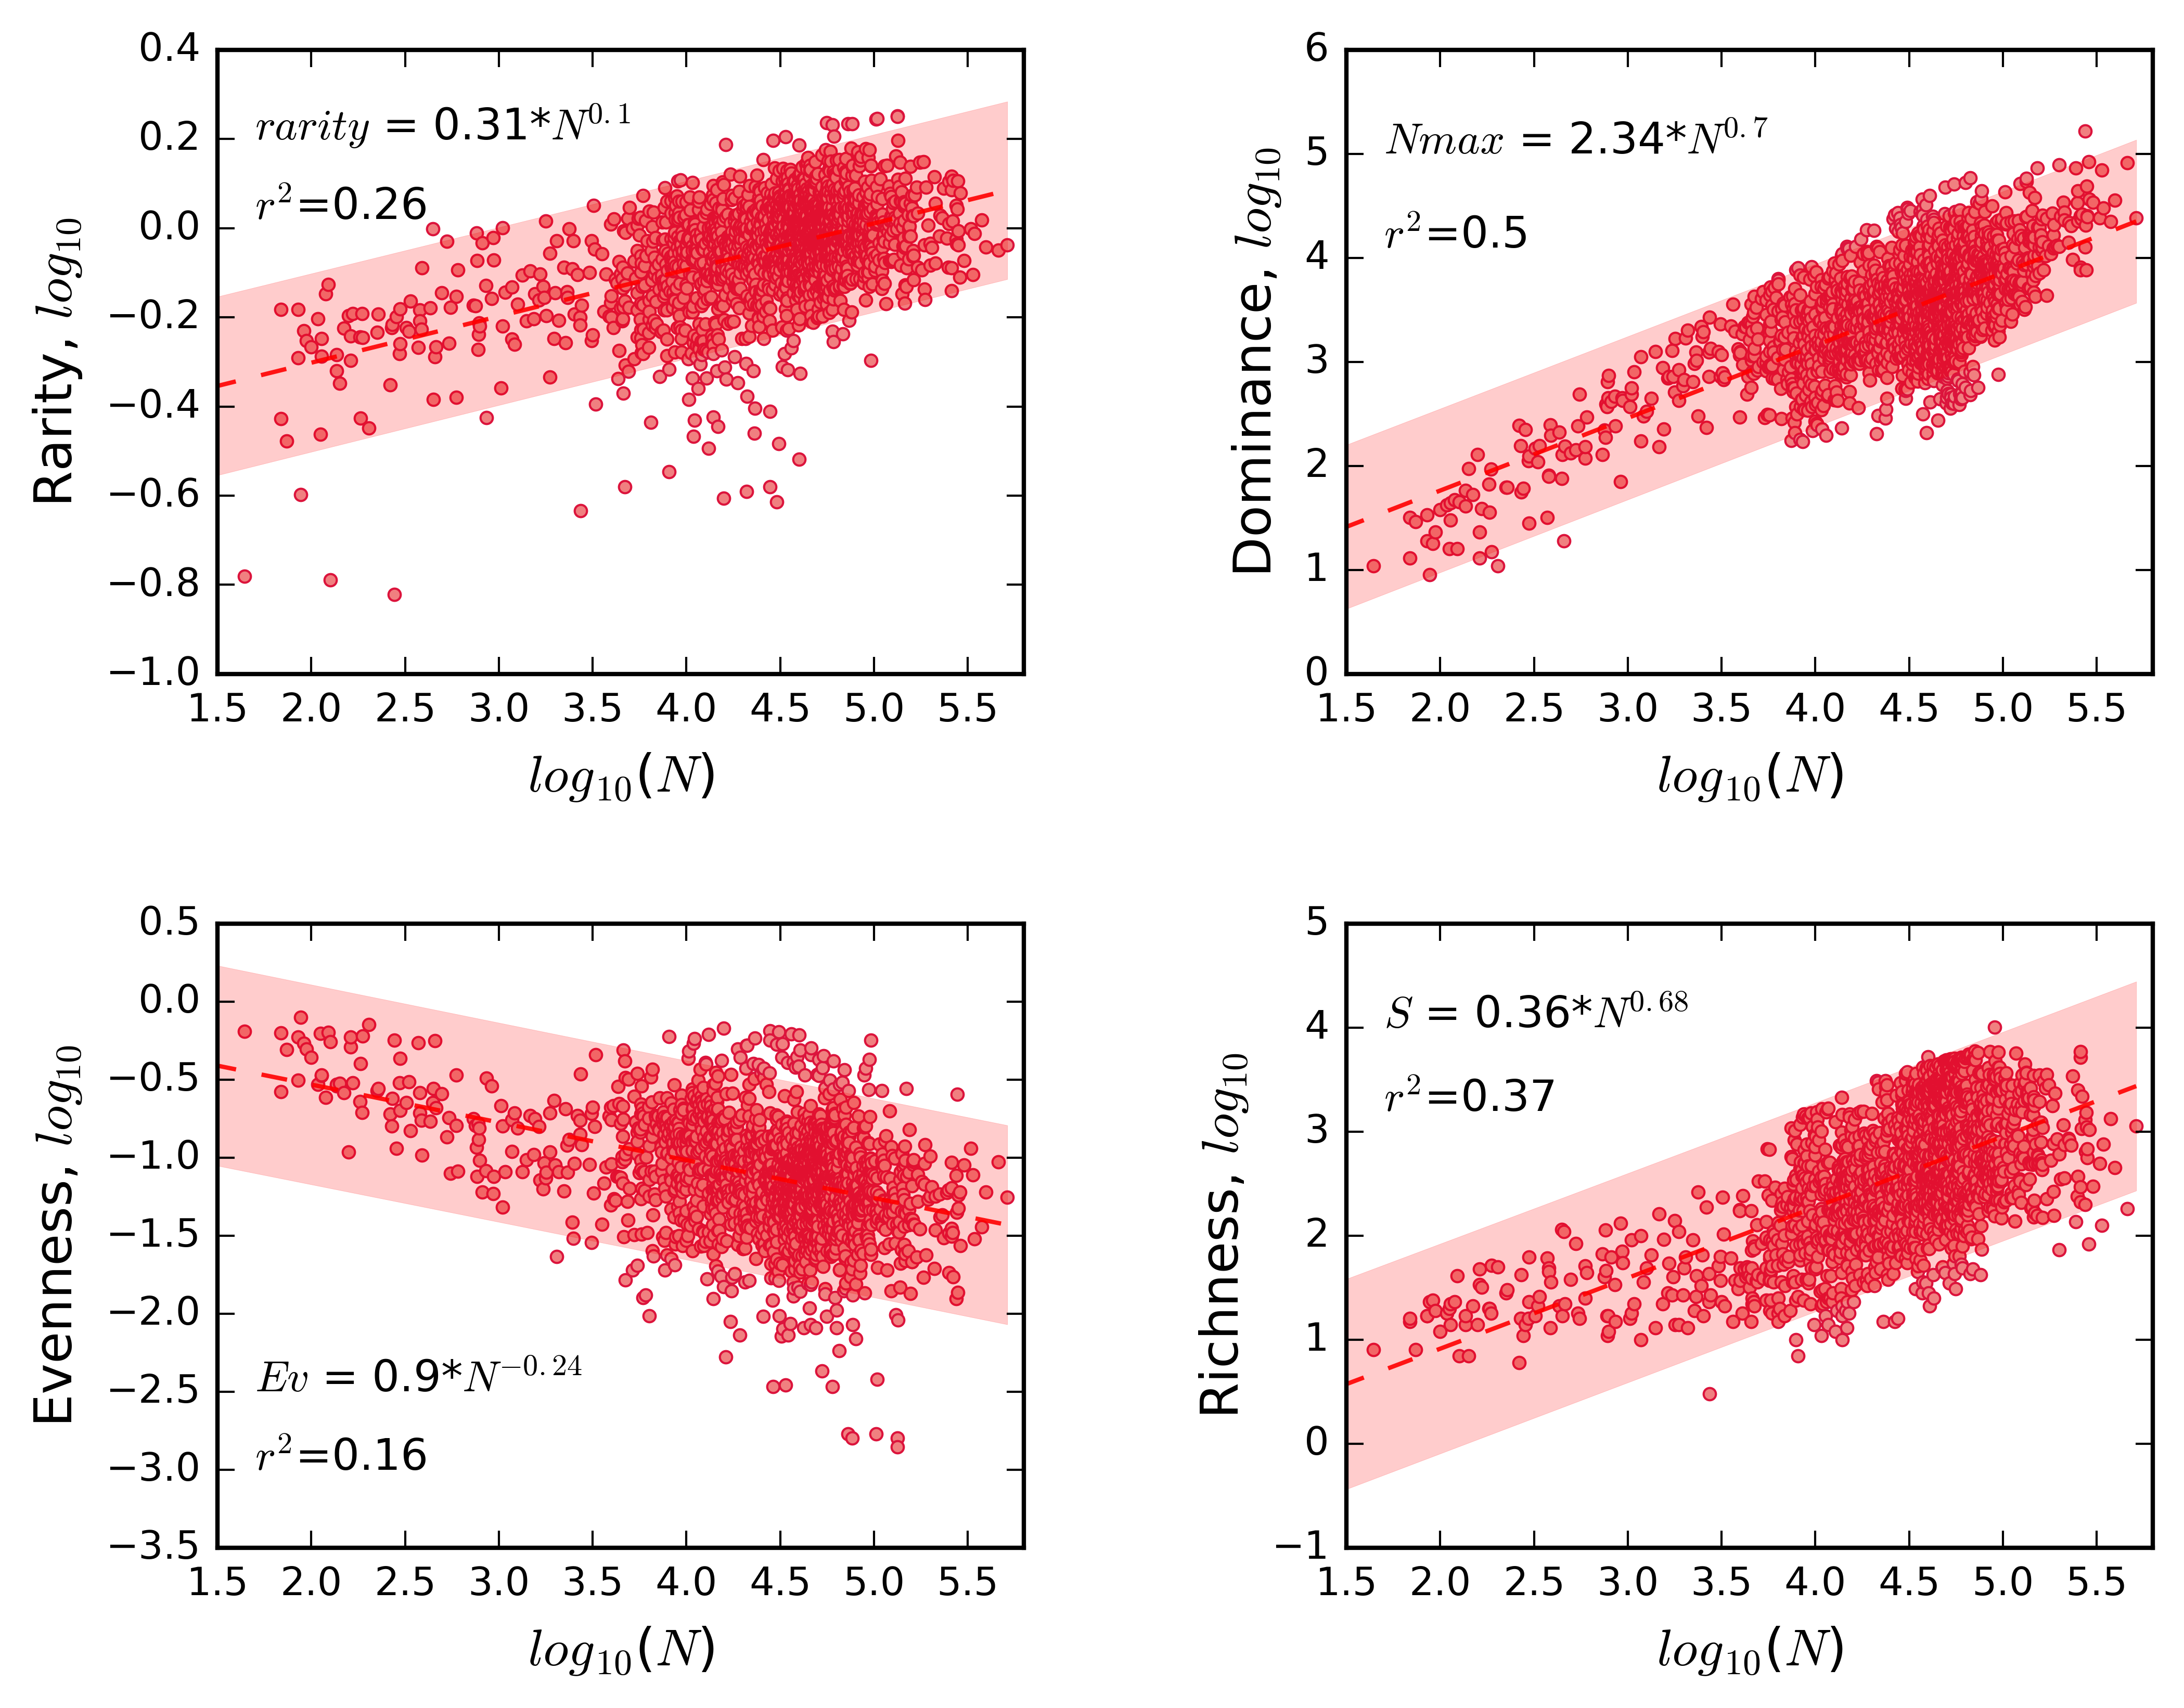 0.4
0.2
0.0
−0.2
−0.4
−0.6
−0.8
−1.0
Rarity, log10
rarity = 0.31*N^0.1
r^2=0.26
1.5 2.0 2.5 3.0 3.5 4.0 4.5 5.0 5.5
log10(N)
6
5
4
3
2
1
0
Dominance, log10
Nmax = 2.34*N^0.7
r^2=0.5
1.5 2.0 2.5 3.0 3.5 4.0 4.5 5.0 5.5
log10(N)
0.5
0.0
−0.5
−1.0
−1.5
−2.0
−2.5
−3.0
−3.5
Evenness, log10
Ev = 0.9*N^−0.24
r^2=0.16
1.5 2.0 2.5 3.0 3.5 4.0 4.5 5.0 5.5
log10(N)
5
4
3
2
1
0
−1
Richness, log10
S = 0.36*N^0.68
r^2=0.37
1.5 2.0 2.5 3.0 3.5 4.0 4.5 5.0 5.5
log10(N)